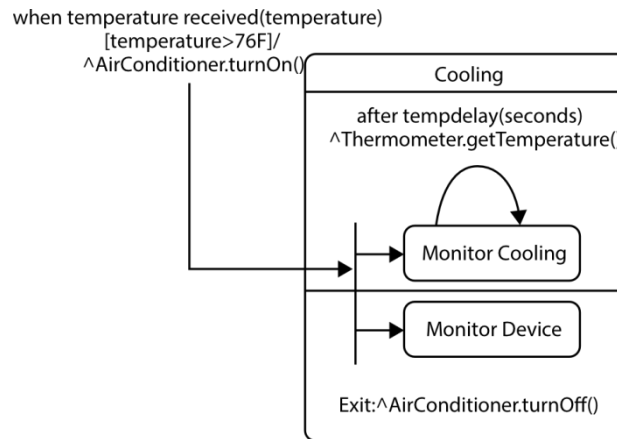 when temperature received(temperature)
[temperature>76F]/
^AirConditioner.turnOn()
Cooling
after tempdelay(seconds)
^Thermometer.getTemperature()
Monitor Cooling
Monitor Device
Exit:^AirConditioner.turnOff()